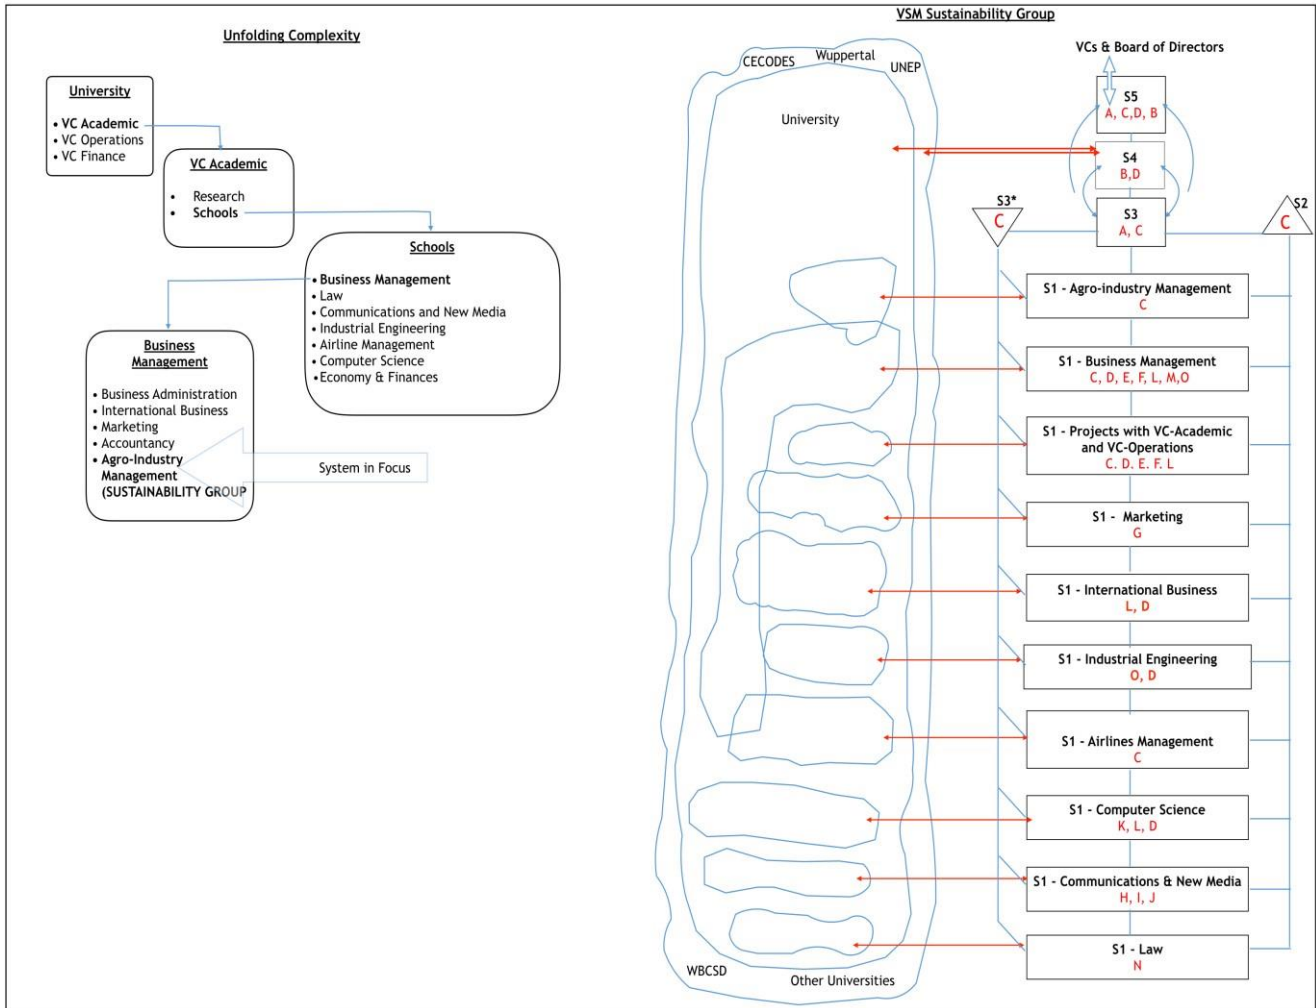 Unfolding Complexity
University
• VC Academic
• VC Operations
• VC Finance
VC Academic
• Research
• Schools
Schools
• Business Management
• Law
• Communications and New Media
• Industrial Engineering
• Airline Management
• Computer Science
• Economy & Finances
Business
Management
• Business Administration
• International Business
• Marketing
• Accountancy
• Agro-Industry
Management
(SUSTAINABILITY GROUP
System in Focus
VSM Sustainability Group
CECODES
Wuppertal
UNEP
University
WBCSD
Other Universities
VCs & Board of Directors
S5
A, C,D, B
S4
B,D
S3*
C
S3
A, C
S2
C
S1 - Agro-industry Management
C
S1 - Business Management
C, D, E, F, L, M,O
S1 - Projects with VC-Academic
and VC-Operations
C. D. E. F. L
S1 - Marketing
G
S1 - International Business
L, D
S1 - Industrial Engineering
O, D
S1 - Airlines Management
C
S1 - Computer Science
K, L, D
S1 - Communications & New Media
H, I, J
S1 - Law
N